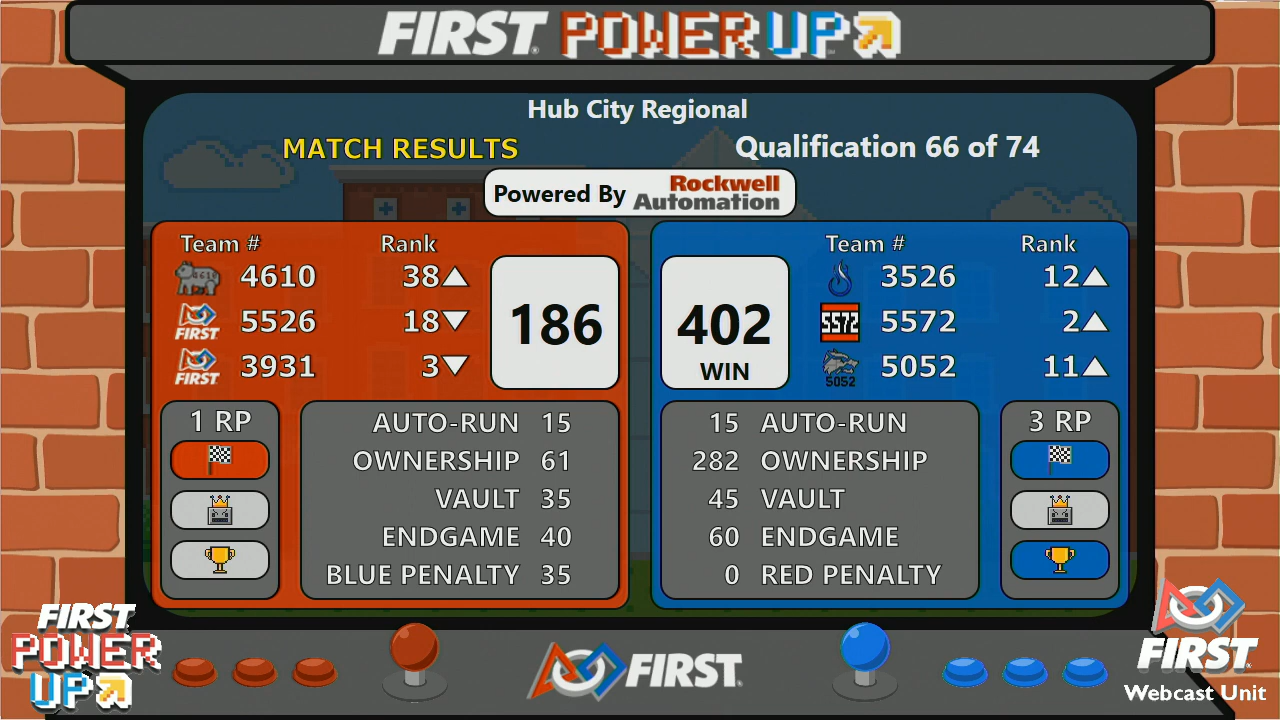 FIRST POWER UP
Hub City Regional
MATCH RESULTS
Qualification 66 of 74
Powered By Rockwell Automation
Team # Rank
4610 38
5526 18
3931 3
186
402
WIN
Team # Rank
3526 12
5572 5572 2
5052 5052 11
1 RP
AUTO-RUN 15
OWNERSHIP 61
VAULT 35
ENDGAME 40
BLUE PENALTY 35
15 AUTO-RUN
282 OWNERSHIP
45 VAULT
60 ENDGAME
0 RED PENALTY
3 RP
FIRST
POWER
UP
FIRST
FIRST
Webcast Unit